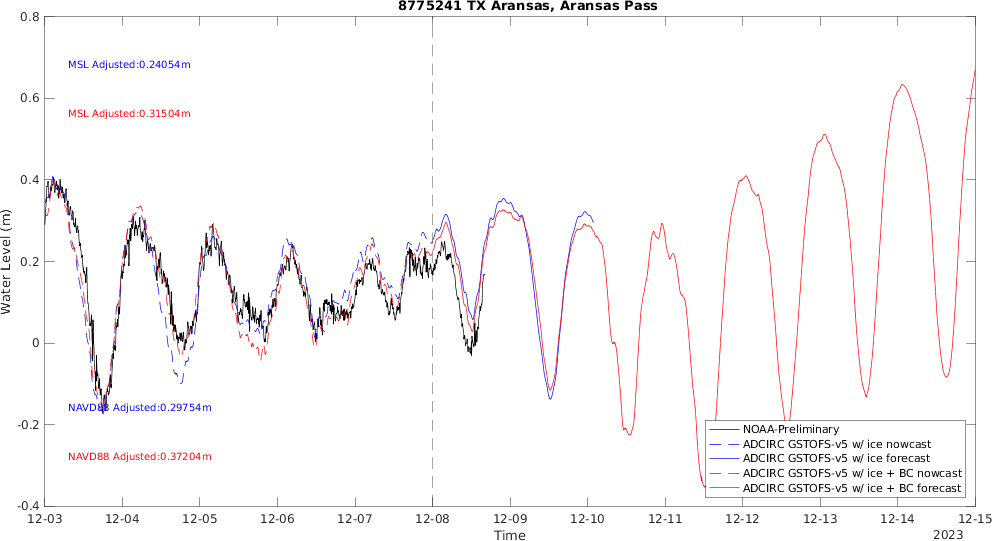 8775241 TX Aransas, Aransas Pass
0.8
0.6
0.4
0.2
0
-0.2
-0.4
Water Level (m)
MSL Adjusted:0.24054m
MSL Adjusted:0.31504m
NAVD88 Adjusted:0.29754m
NAVD88 Adjusted:0.37204m
NOAA-Preliminary
ADCIRC GSTOFS-v5 w/ ice nowcast
ADCIRC GSTOFS-v5 w/ ice forecast
ADCIRC GSTOFS-v5 w/ ice + BC nowcast
ADCIRC GSTOFS-v5 w/ ice + BC forecast
12-03 12-04 12-05 12-06 12-07 12-08 12-09 12-10 12-11 12-12 12-13 12-14 12-15
Time
2023